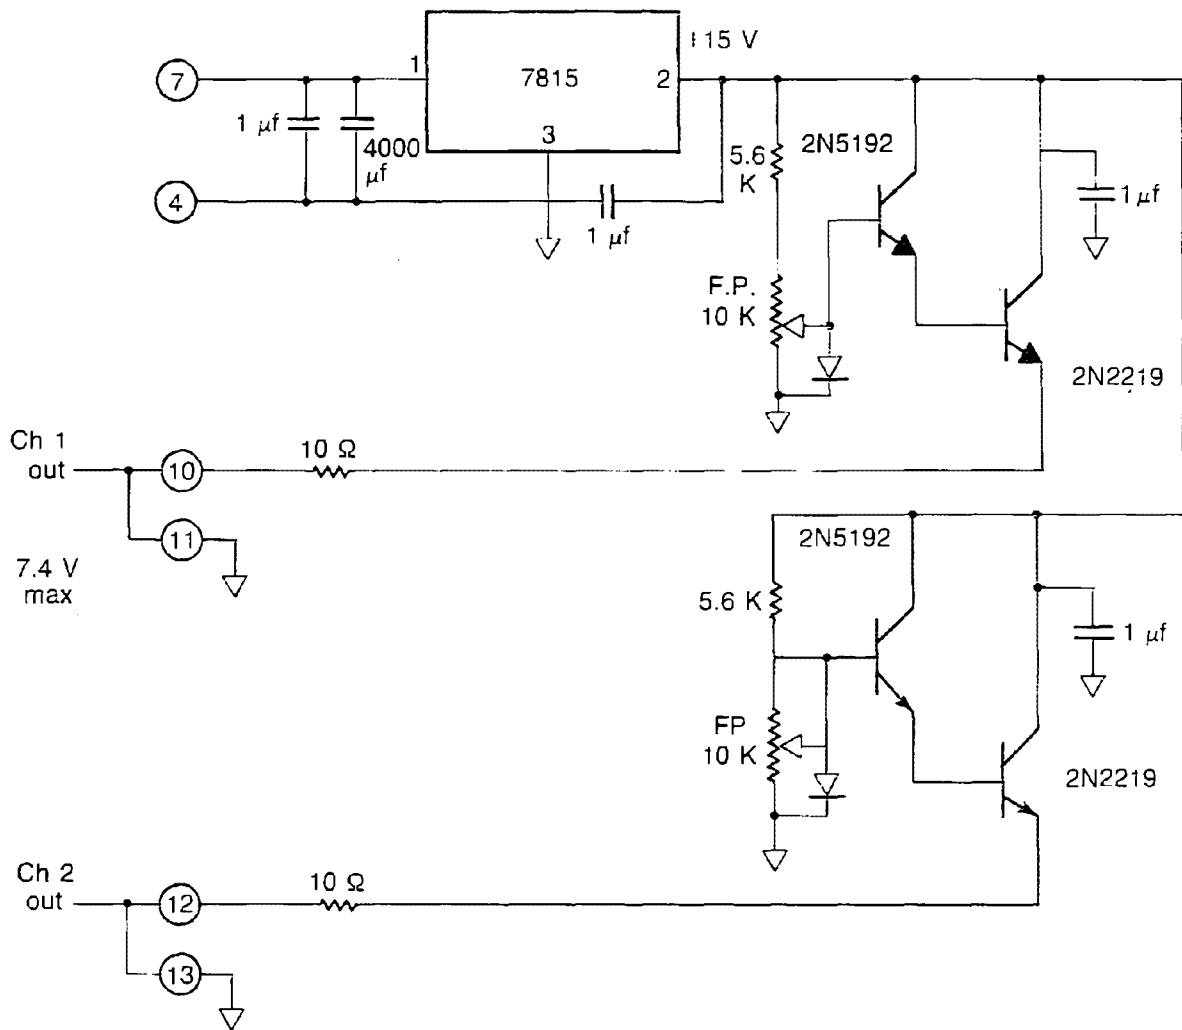 ı 15 V
7
1
7815
2
1 µf
4000
µf
3
4
1 µf
5.6
K
2N5192
1 µf
F.P.
10 K
2N2219
Ch 1
out
10
10 Ω
11
7.4 V
max
2N5192
5.6 K
1 µf
FP
10 K
2N2219
Ch 2
out
12
10 Ω
13